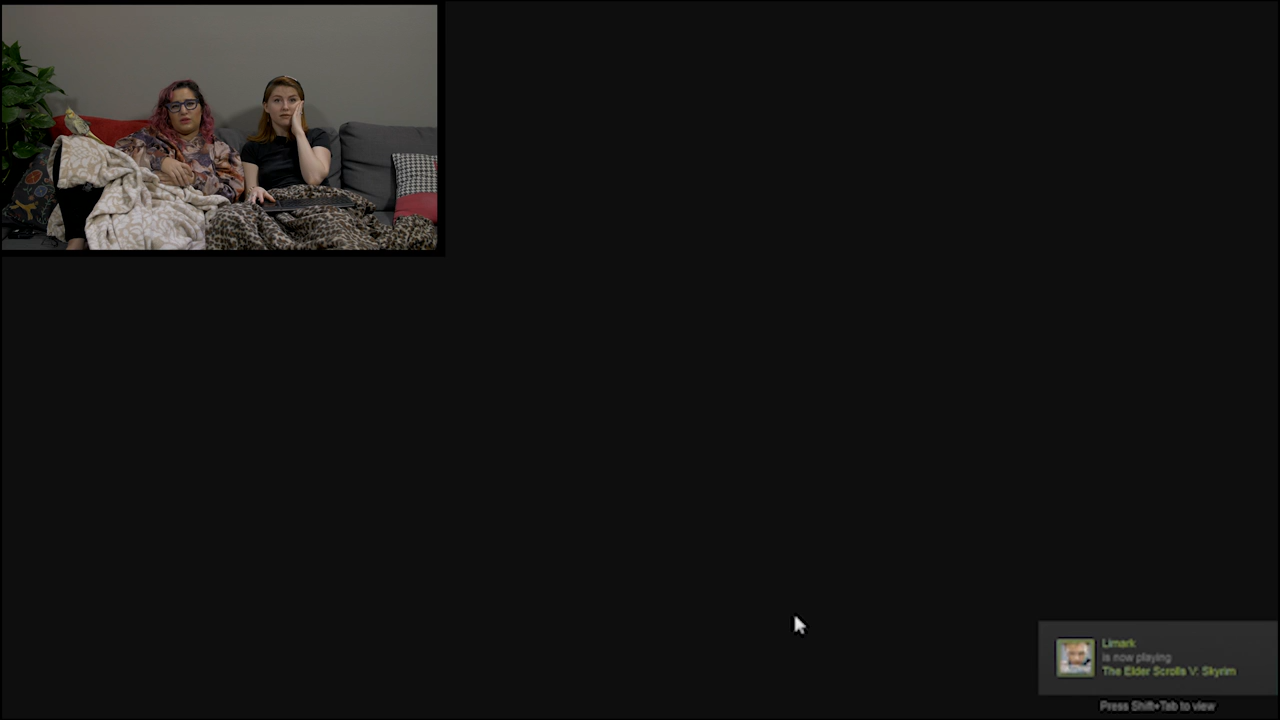 Limark
is now playing
The Elder Scrolls V: Skyrim
Press Shift+Tab to view